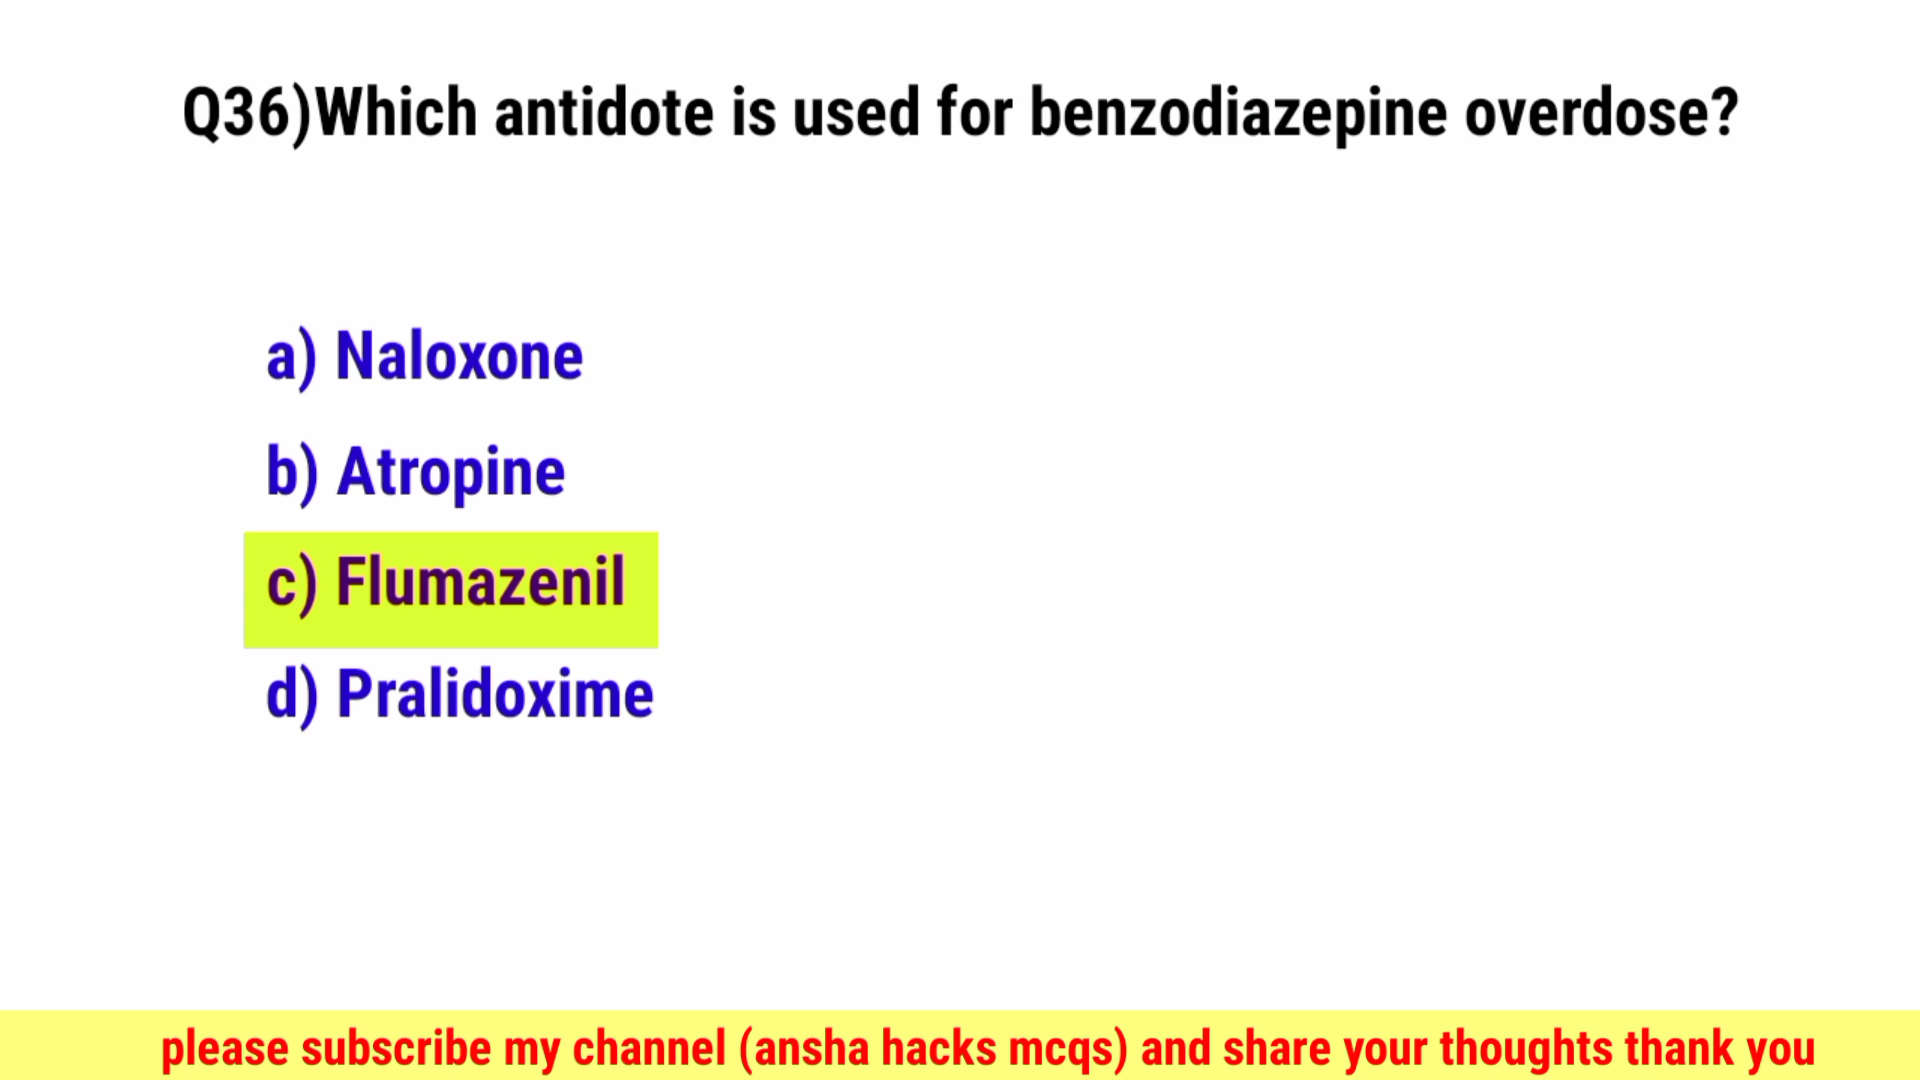 Q36)Which antidote is used for benzodiazepine overdose?
a) Naloxone
b) Atropine
c) Flumazenil
d) Pralidoxime
please subscribe my channel (ansha hacks mcqs) and share your thoughts thank you